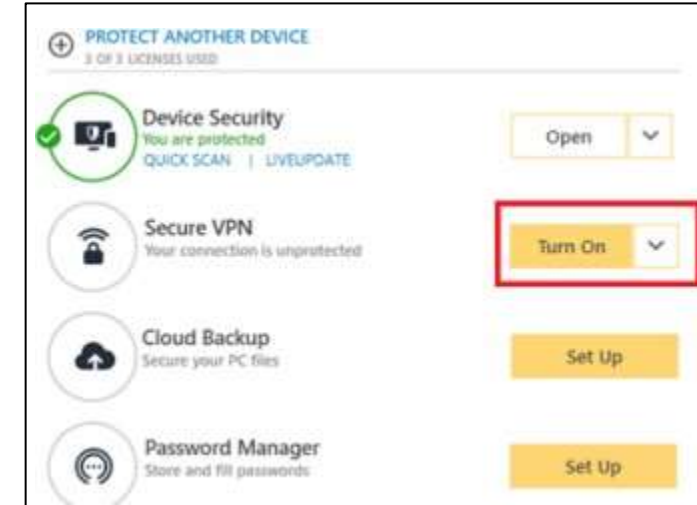 PROTECT ANOTHER DEVICE
3 OF 3 LICENSES USED
Device Security
You are protected
QUICK SCAN | LIVEUPDATE
Open
Secure VPN
Your connection is unprotected
Turn On
Cloud Backup
Secure your PC files
Set Up
Password Manager
Store and fill passwords
Set Up